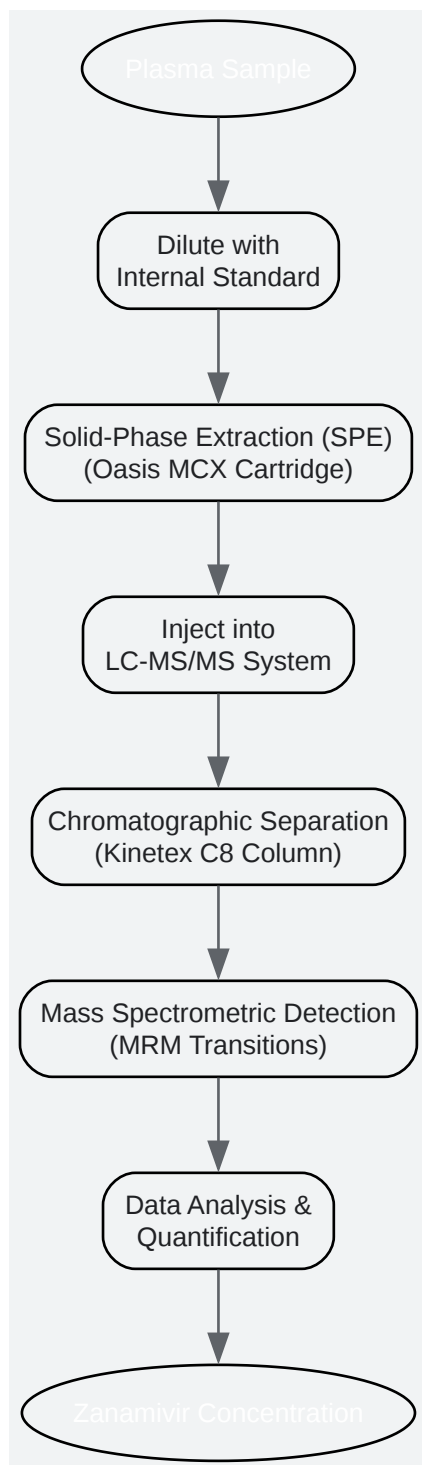 Plasma Sample
Dilute with
Internal Standard
Solid-Phase Extraction (SPE)
(Oasis MCX Cartridge)
Inject into
LC-MS/MS System
Chromatographic Separation
(Kinetex C8 Column)
Mass Spectrometric Detection
(MRM Transitions)
Data Analysis &
Quantification
Zanamivir Concentration